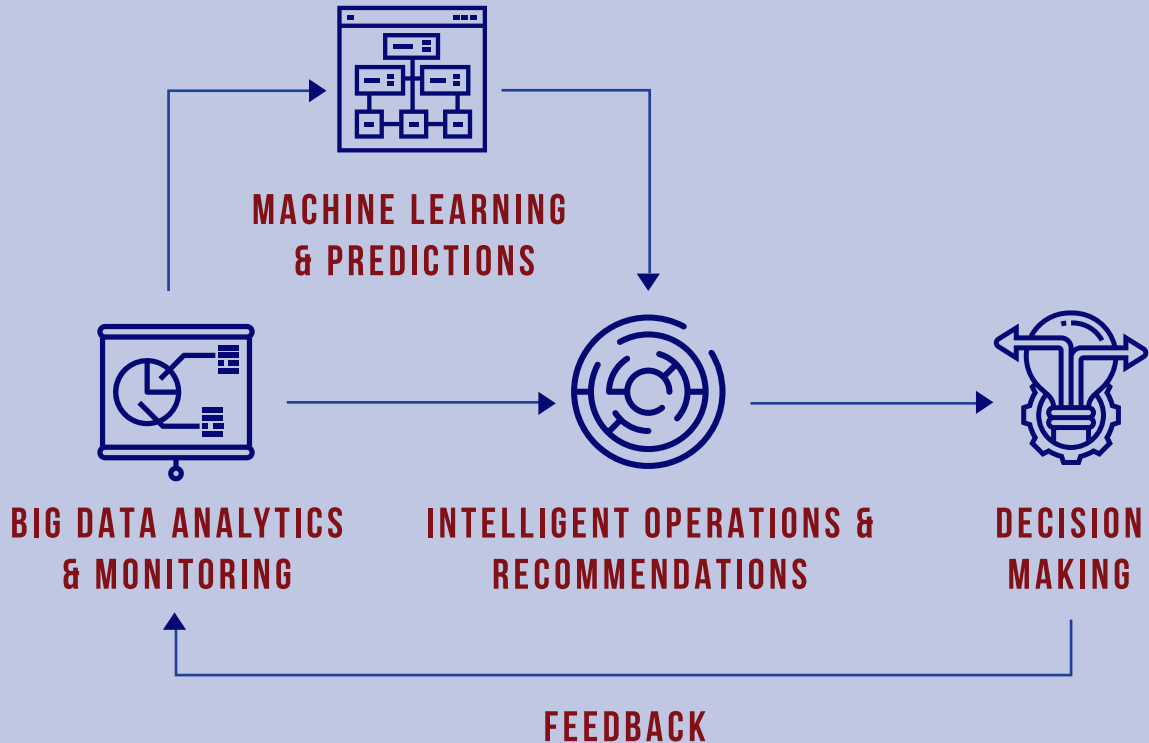 MACHINE LEARNING
& PREDICTIONS
BIG DATA ANALYTICS
& MONITORING
INTELLIGENT OPERATIONS &
RECOMMENDATIONS
DECISION
MAKING
FEEDBACK